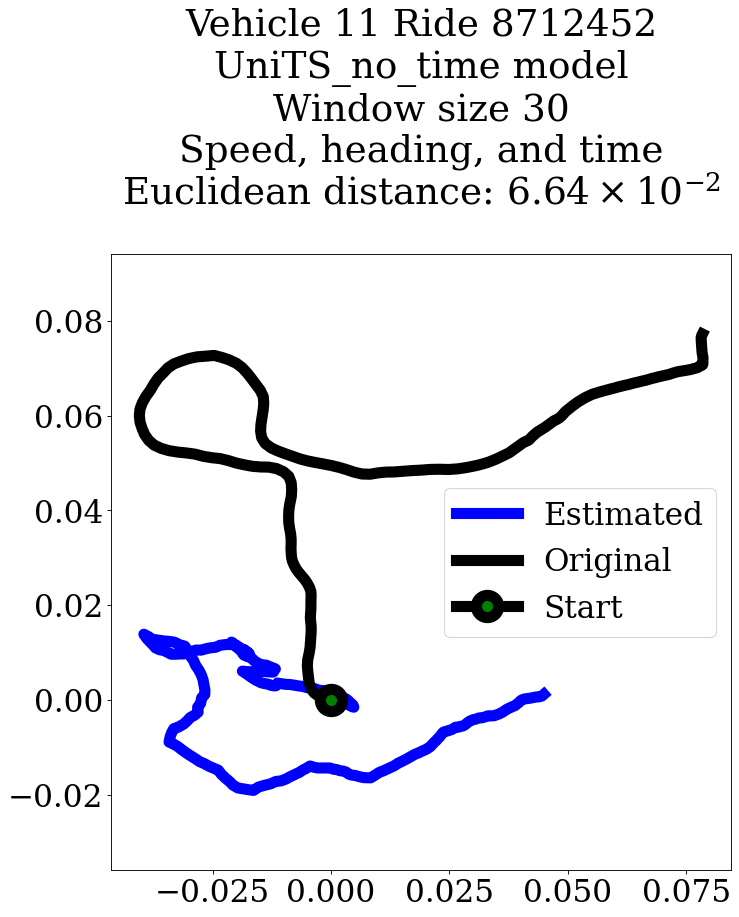 Vehicle 11 Ride 8712452
UniTS_no_time model
Window size 30
Speed, heading, and time
Euclidean distance: 6.64 × 10⁻²
0.08
0.06
0.04
0.02
0.00
−0.02
Estimated
Original
Start
−0.025 0.000 0.025 0.050 0.075